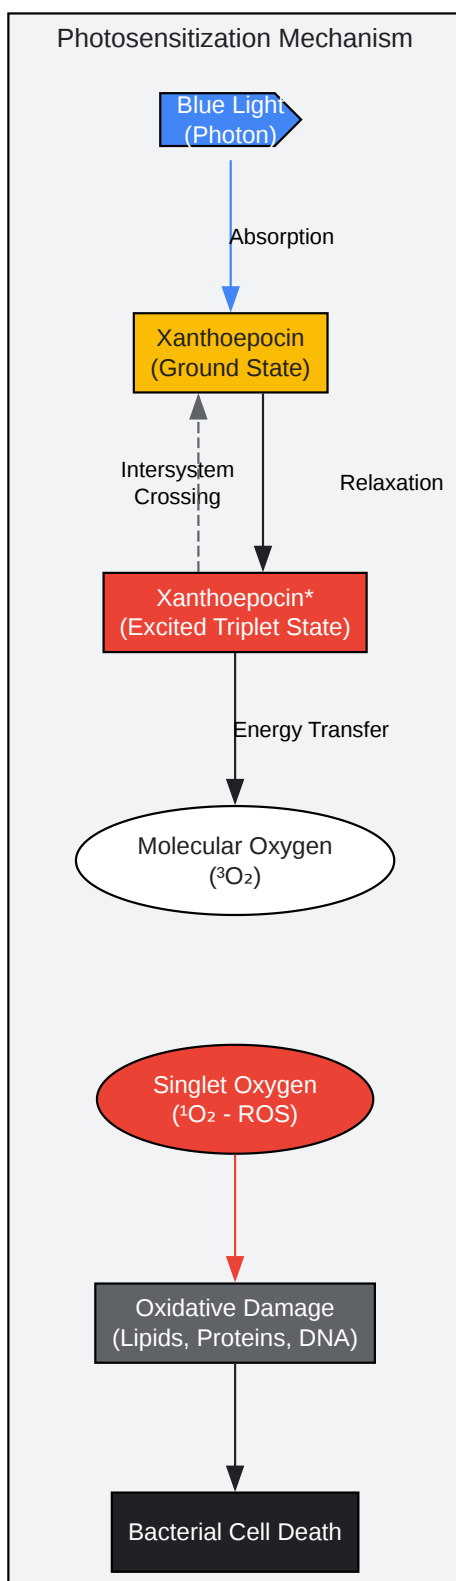 Photosensitization Mechanism
Blue Light
(Photon)
Absorption
Xanthoepocin
(Ground State)
Intersystem
Crossing
Relaxation
Xanthoepocin*
(Excited Triplet State)
Energy Transfer
Molecular Oxygen
(³O₂)
Singlet Oxygen
(¹O₂ - ROS)
Oxidative Damage
(Lipids, Proteins, DNA)
Bacterial Cell Death